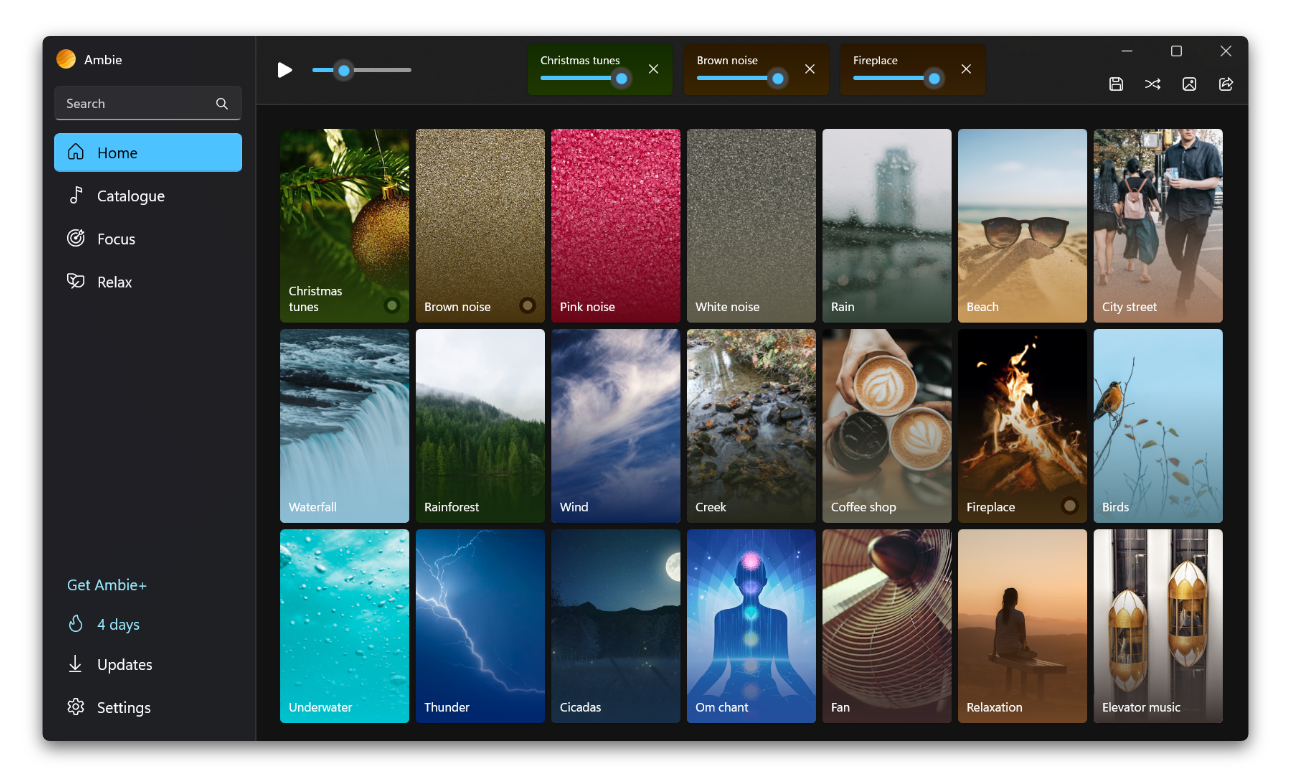 Ambie
Search
Home
Catalogue
Focus
Relax
Get Ambie+
4 days
Updates
Settings
Christmas tunes
Brown noise
Fireplace
Christmas
tunes
Brown noise
Pink noise
White noise
Rain
Beach
City street
Waterfall
Rainforest
Wind
Creek
Coffee shop
Fireplace
Birds
Underwater
Thunder
Cicadas
Om chant
Fan
Relaxation
Elevator music